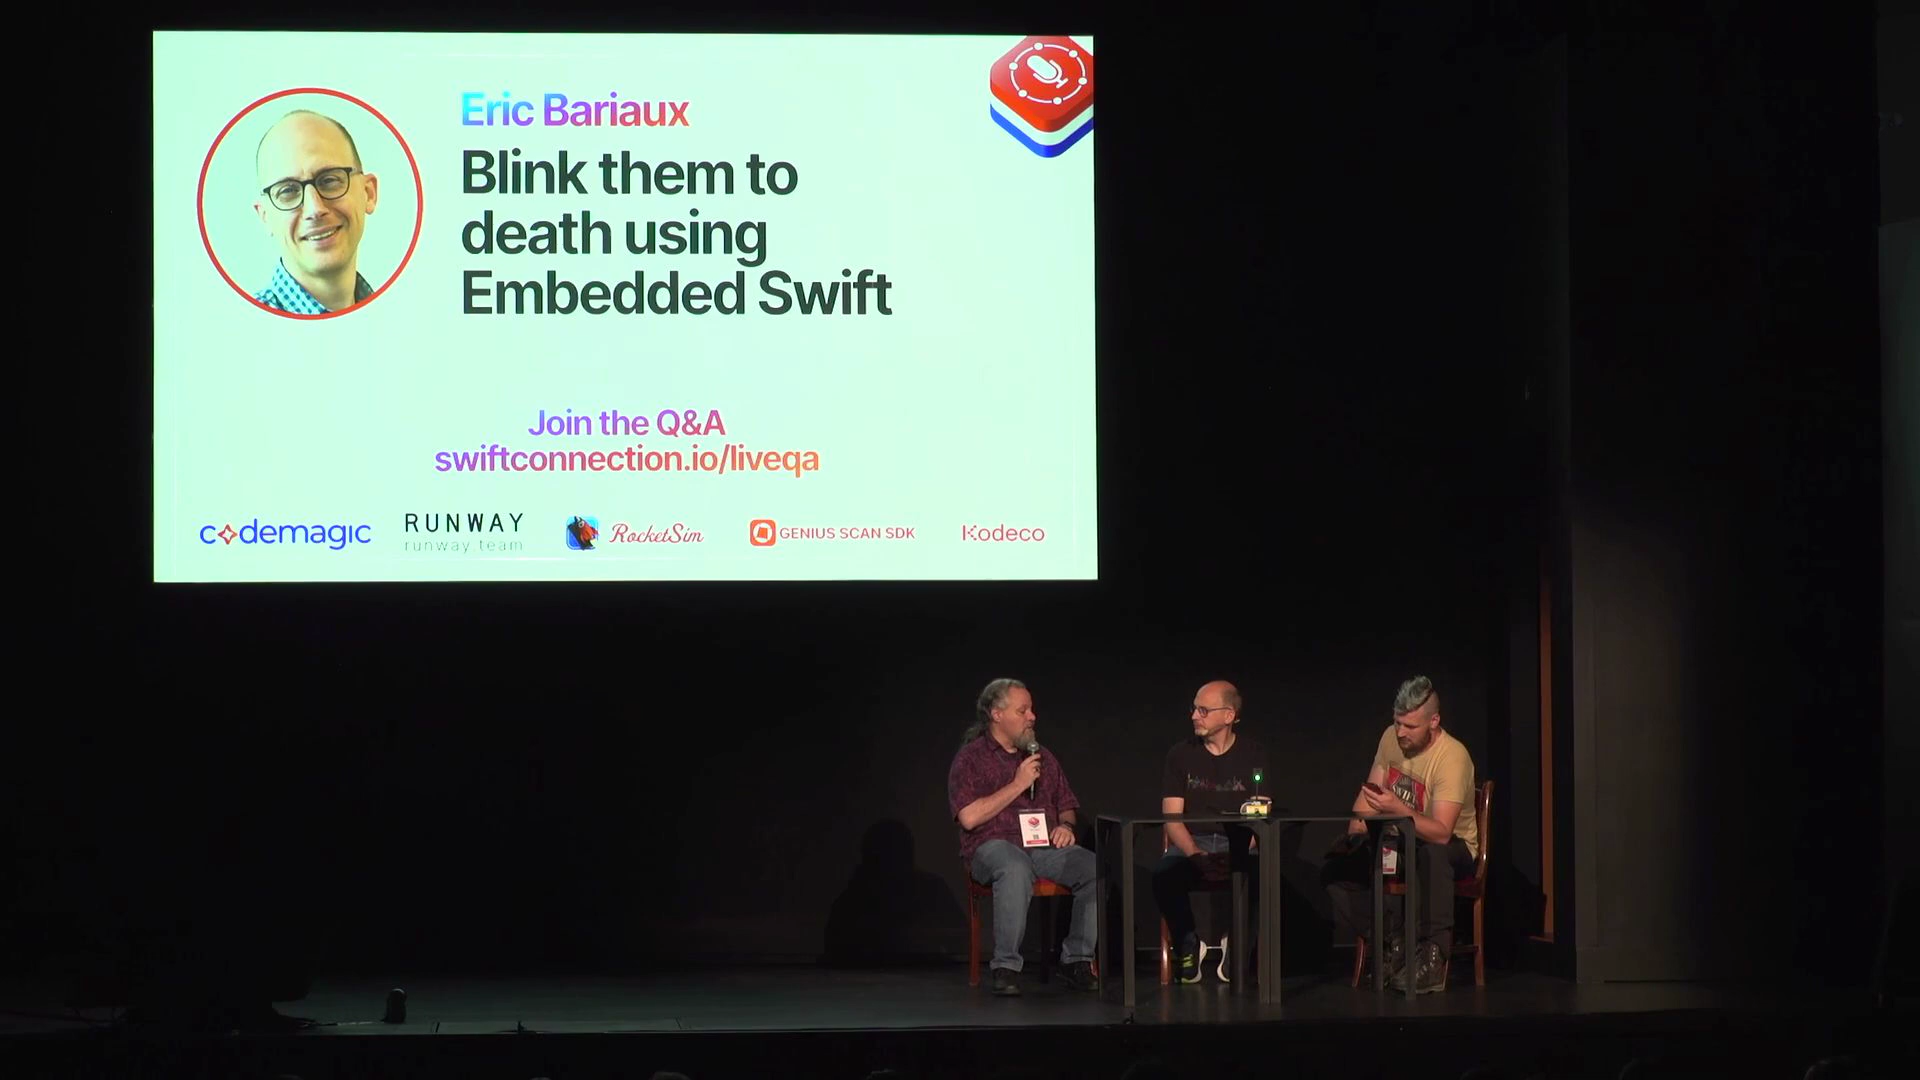 Eric Bariaux
Blink them to
death using
Embedded Swift
Join the Q&A
swiftconnection.io/liveqa
codemagic
RUNWAY
runway team
RocketSim
GENIUS SCAN SDK
Kodeco